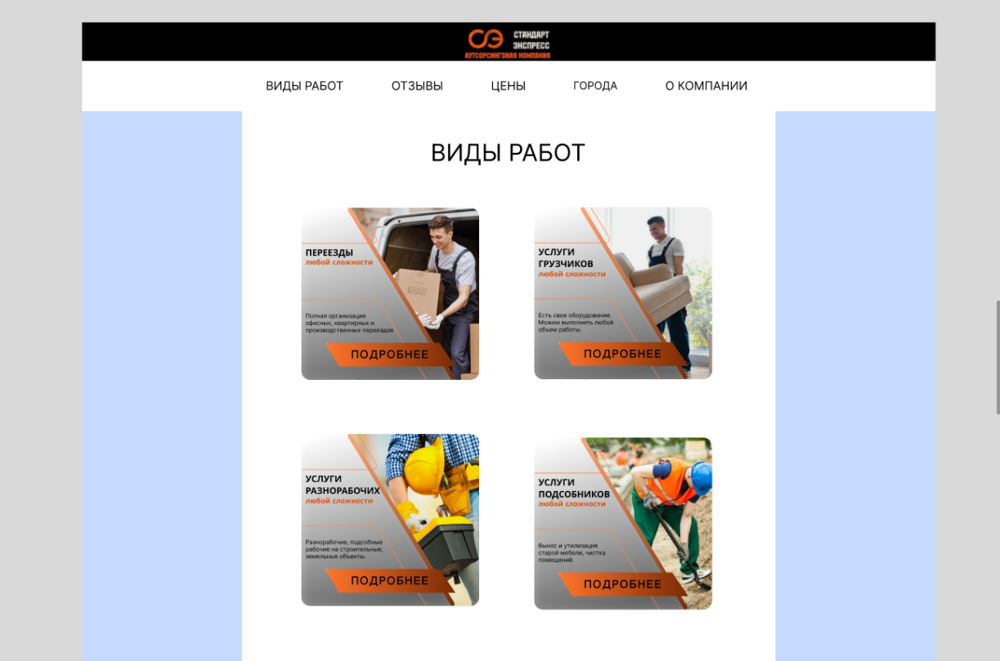 СЭ СТАНДАРТ
ЭКСПРЕСС
АУТСОРСИНГОВАЯ КОМПАНИЯ
ВИДЫ РАБОТ ОТЗЫВЫ ЦЕНЫ ГОРОДА О КОМПАНИИ
ВИДЫ РАБОТ
ПЕРЕЕЗДЫ
любой сложности
Полная организация
офисных, квартирных и
производственных переездов
ПОДРОБНЕЕ
УСЛУГИ
ГРУЗЧИКОВ
любой сложности
Есть свое оборудование.
Можем выполнить любой
объем работы.
ПОДРОБНЕЕ
УСЛУГИ
РАЗНОРАБОЧИХ
любой сложности
Разнорабочие, подсобные
рабочие на строительные,
земельные объекты.
ПОДРОБНЕЕ
УСЛУГИ
ПОДСОБНИКОВ
любой сложности
Вынос и утилизация
старой мебели, чистка
помещений.
ПОДРОБНЕЕ